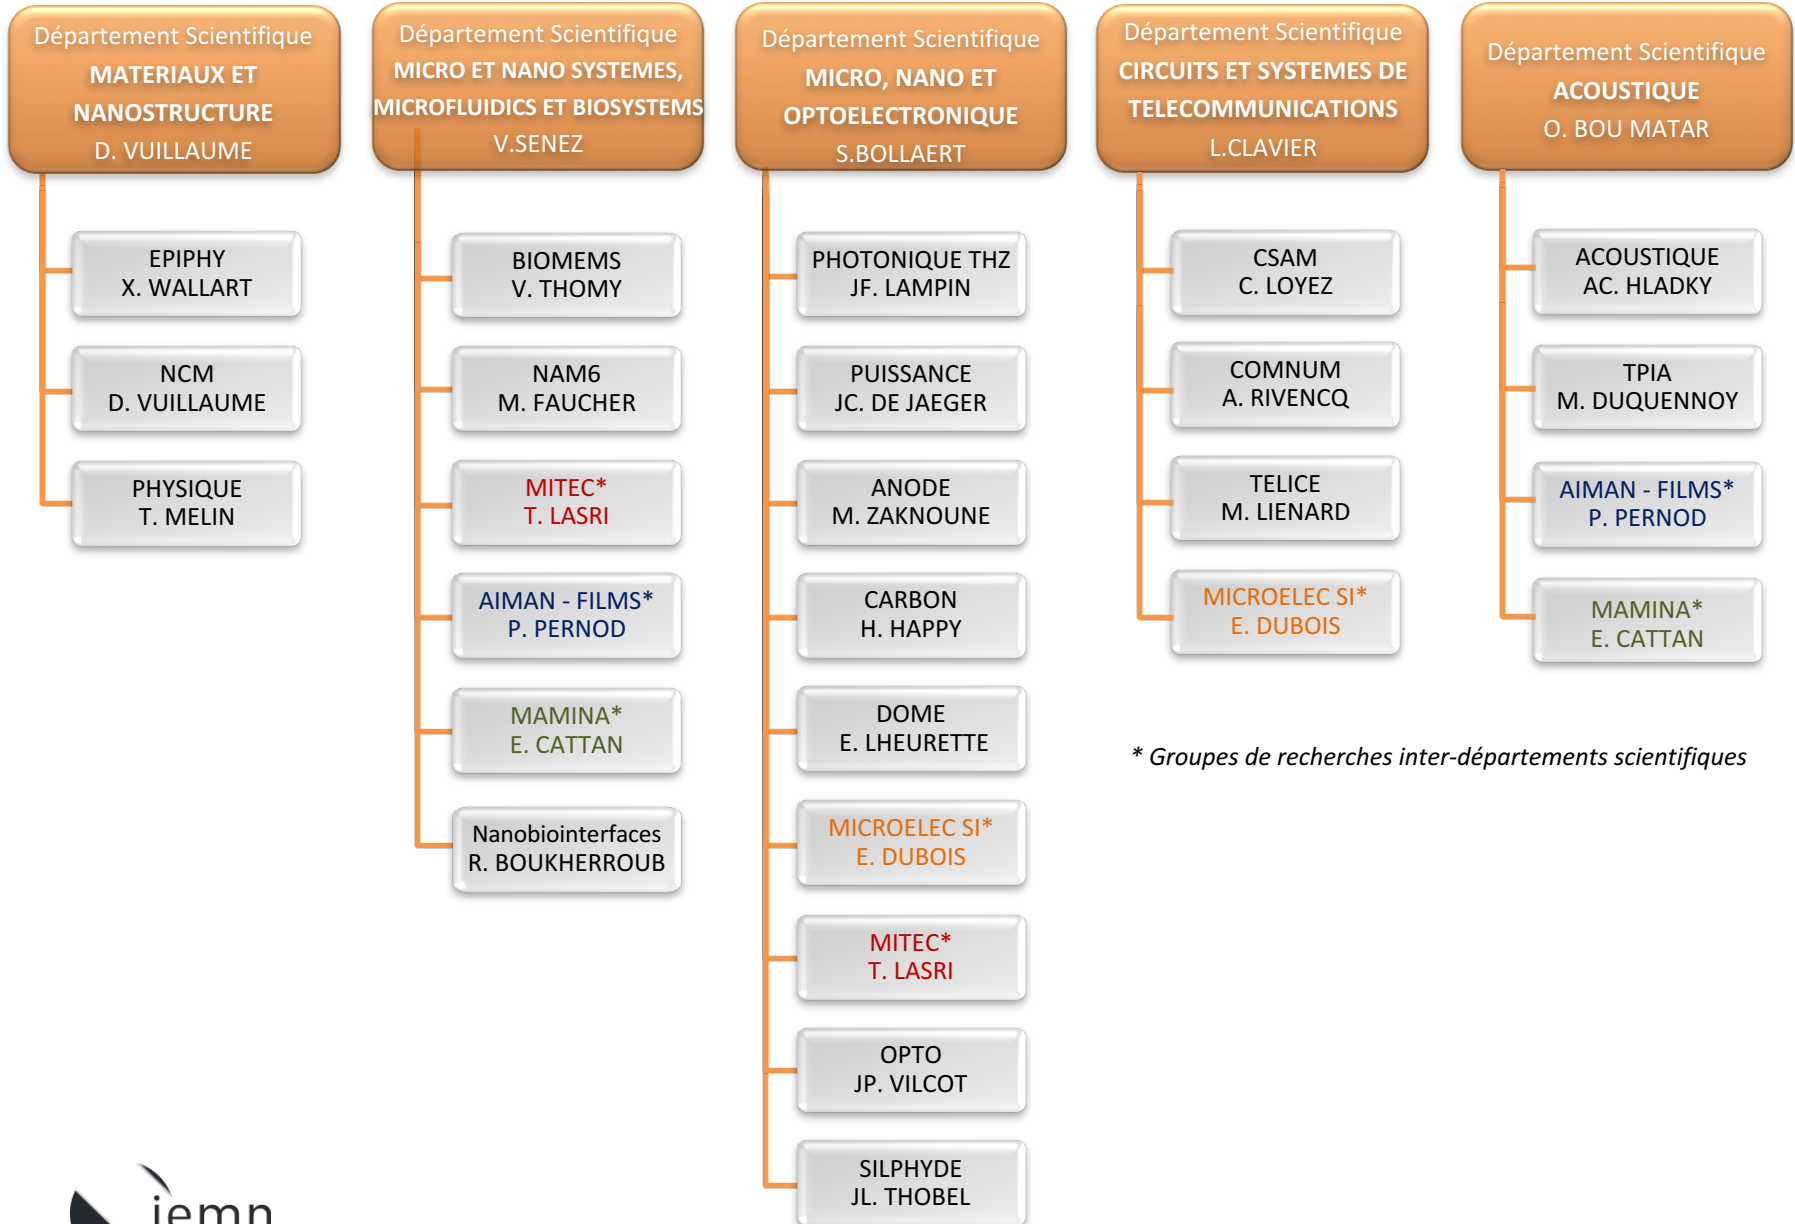 Département Scientifique
MATERIAUX ET
NANOSTRUCTURE
D. VUILLAUME
EPIPHY
X. WALLART
NCM
D. VUILLAUME
PHYSIQUE
T. MELIN
Département Scientifique
MICRO ET NANO SYSTEMES,
MICROFLUIDICS ET BIOSYSTEMS
V.SENEZ
BIOMEMS
V. THOMY
NAM6
M. FAUCHER
MITEC*
T. LASRI
AIMAN - FILMS*
P. PERNOD
MAMINA*
E. CATTAN
Nanobiointerfaces
R. BOUKHERROUB
Département Scientifique
MICRO, NANO ET
OPTOELECTRONIQUE
S.BOLLAERT
PHOTONIQUE THZ
JF. LAMPIN
PUISSANCE
JC. DE JAEGER
ANODE
M. ZAKNOUNE
CARBON
H. HAPPY
DOME
E. LHEURETTE
MICROELEC SI*
E. DUBOIS
MITEC*
T. LASRI
OPTO
JP. VILCOT
SILPHYDE
JL. THOBEL
Département Scientifique
CIRCUITS ET SYSTEMES DE
TELECOMMUNICATIONS
L.CLAVIER
CSAM
C. LOYEZ
COMNUM
A. RIVENCQ
TELICE
M. LIENARD
MICROELEC SI*
E. DUBOIS
Département Scientifique
ACOUSTIQUE
O. BOU MATAR
ACOUSTIQUE
AC. HLADKY
TPIA
M. DUQUENNOY
AIMAN - FILMS*
P. PERNOD
MAMINA*
E. CATTAN
* Groupes de recherches inter-départements scientifiques
iemn